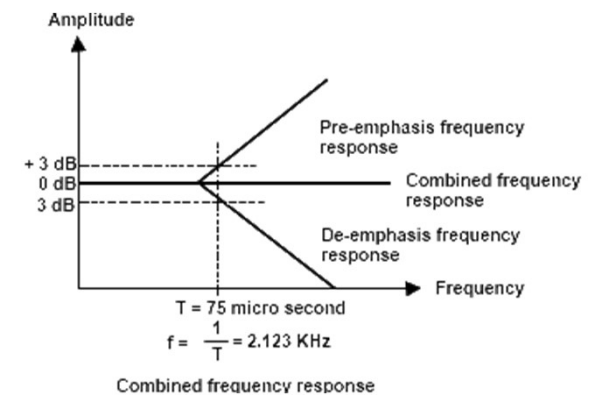 Amplitude
Pre-emphasis frequency
response
+ 3 dB
0 dB
Combined frequency
response
3 dB
De-emphasis frequency
response
Frequency
T = 75 micro second
f = 1/T = 2.123 KHz
Combined frequency response